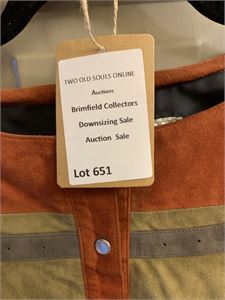 TWO OLD SOULS ONLINE
Auctions
Brimfield Collectors
Downsizing Sale
Auction Sale
Lot 651